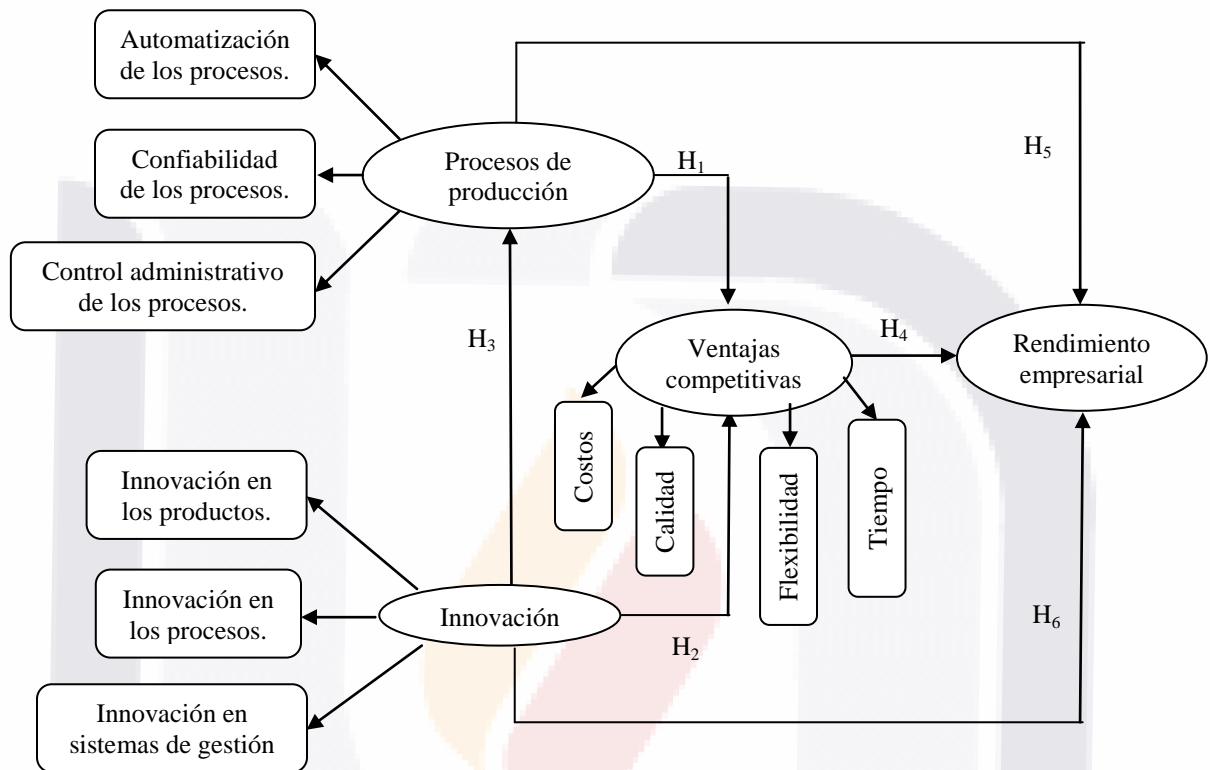 Automatización
de los procesos.
Confiabilidad
de los procesos.
Control administrativo
de los procesos.
Procesos de
producción
H₁
H₅
H₃
Ventajas
competitivas
H₄
Rendimiento
empresarial
Costos
Calidad
Flexibilidad
Tiempo
Innovación en
los productos.
Innovación en
los procesos.
Innovación en
sistemas de gestión
Innovación
H₂
H₆